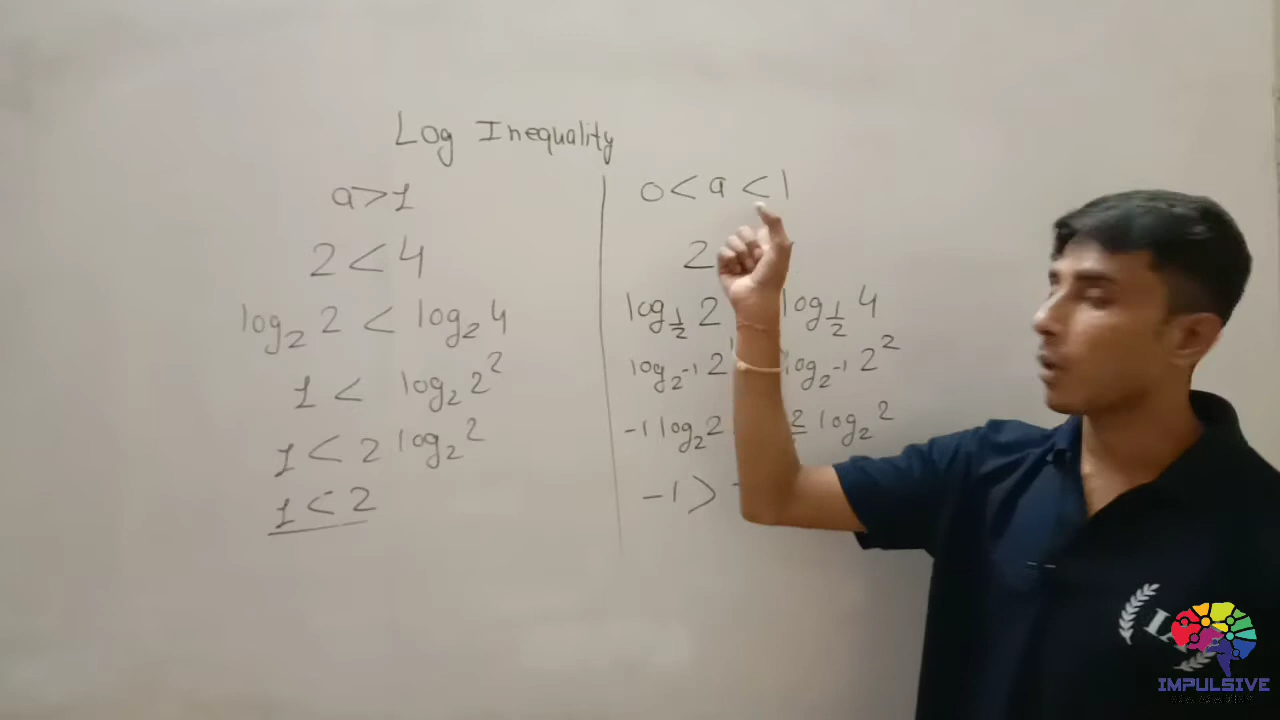 Log Inequality
a > 1
2 < 4
log₂ 2 < log₂ 4
1 < log₂ 2²
1 < 2 log₂ 2
1 < 2
0 < a < 1
2
log½ 2 log½ 4
log₂-1 2¹ log₂-1 2²
-1 log₂ 2 2 log₂ 2
-1 >
IMPULSIVE